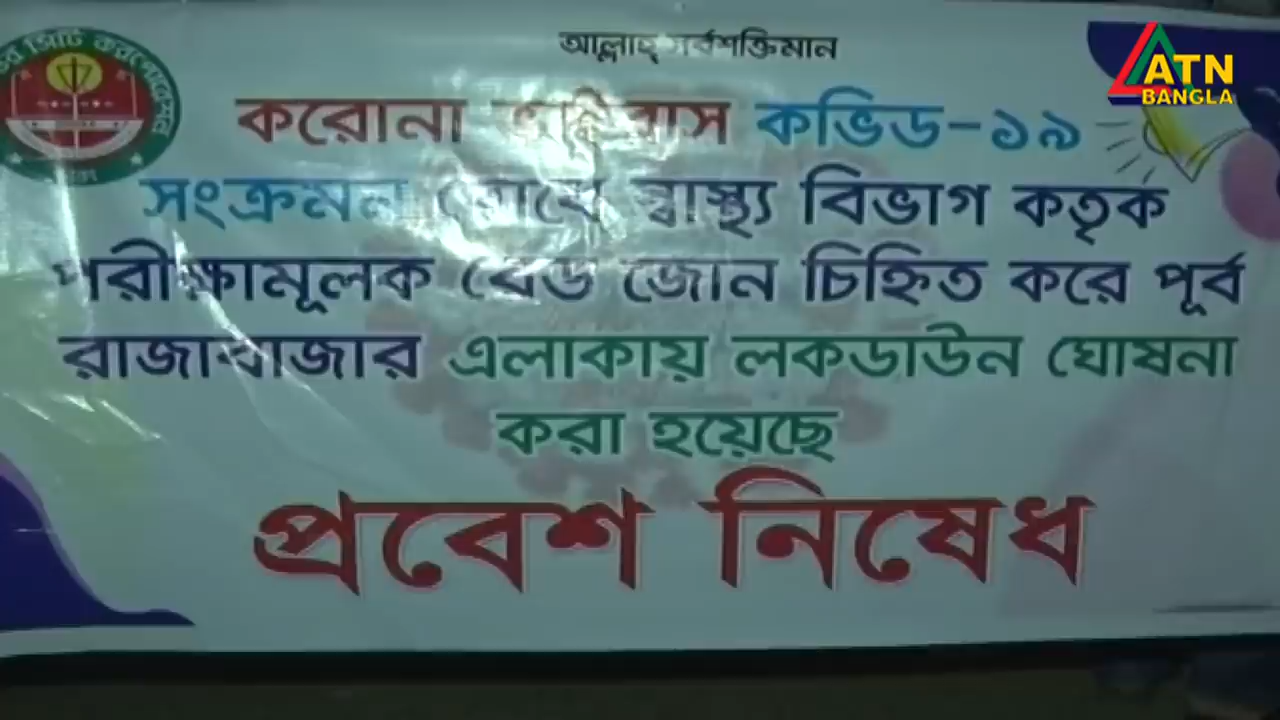 আল্লাহ্ সর্বশক্তিমান
ATN
BANGLA
করোনা ভাইরাস কভিড-১৯
সংক্রমন রোধে স্বাস্থ্য বিভাগ কতৃক
পরীক্ষামূলক রেড জোন চিহ্নিত করে পূর্ব
রাজাবাজার এলাকায় লকডাউন ঘোষনা
করা হয়েছে
প্রবেশ নিষেধ